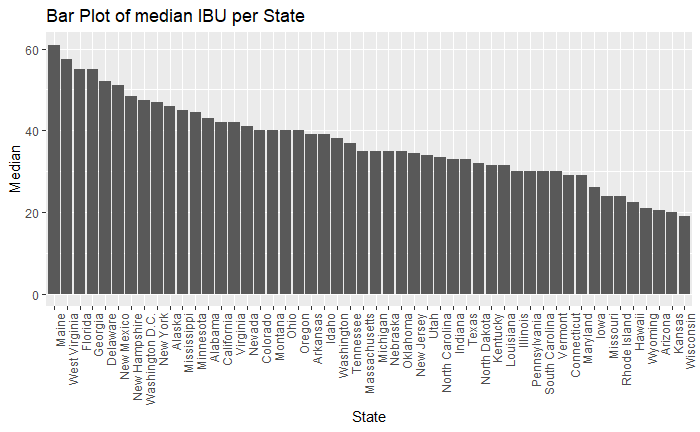 Bar Plot of median IBU per State
60
40
20
0
Median
Maine
West Virginia
Florida
Georgia
Delaware
New Mexico
New Hampshire
Washington D.C.
New York
Alaska
Mississippi
Minnesota
Alabama
California
Virginia
Nevada
Colorado
Montana
Ohio
Oregon
Arkansas
Idaho
Washington
Tennessee
Massachusetts
Michigan
Nebraska
Oklahoma
New Jersey
Utah
North Carolina
Indiana
Texas
North Dakota
Kentucky
Louisiana
Illinois
Pennsylvania
South Carolina
Vermont
Connecticut
Maryland
Iowa
Missouri
Rhode Island
Hawaii
Wyoming
Arizona
Kansas
Wisconsin
State